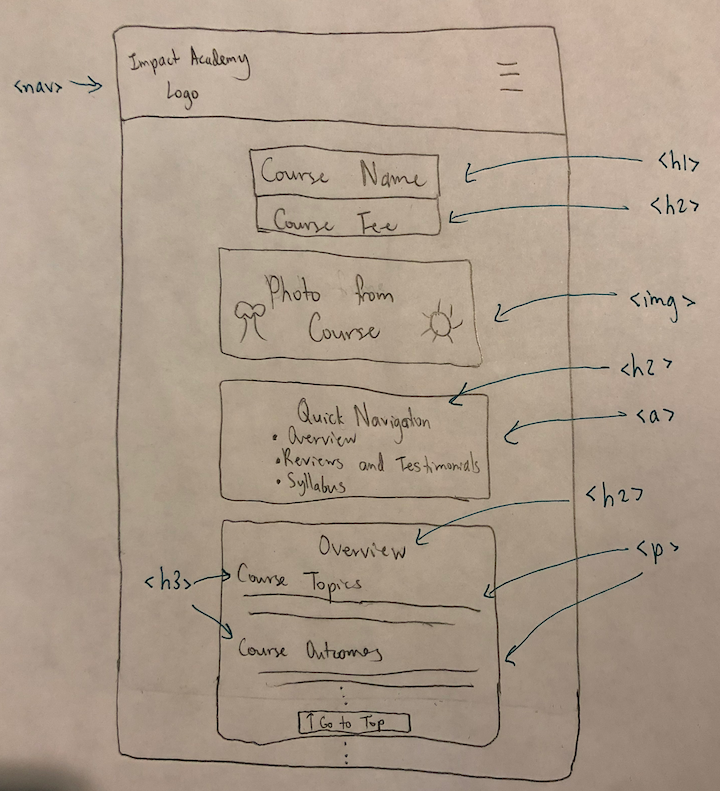 Impact Academy
Logo
<nav>
Course Name
<h1>
Course Fee
<h2>
Photo from
Course
<img>
<h2>
Quick Navigation
<a>
• Overview
• Reviews and Testimonials
• Syllabus
<h2>
Overview
<p>
<h3>
Course Topics
Course Outcomes
↑ Go to Top